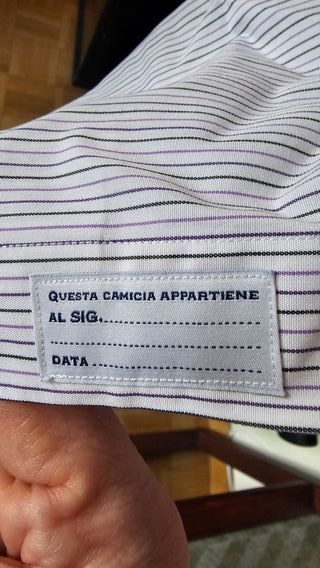 QUESTA CAMICIA APPARTIENE
AL SIG.............................
........................................
DATA ..............................